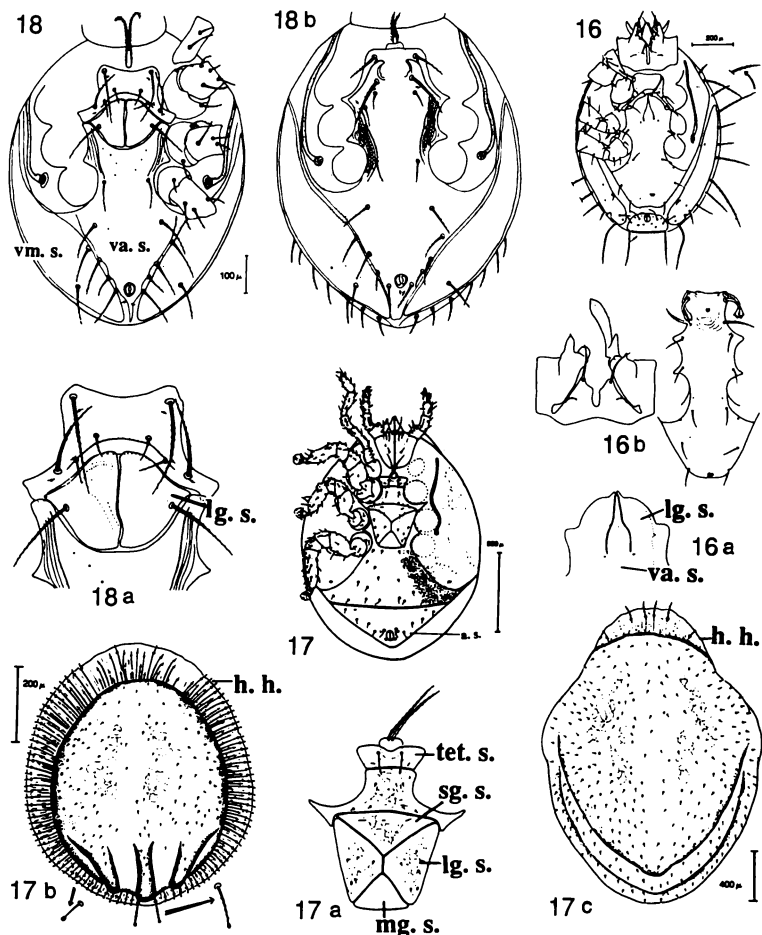 18
18 b
16
200 μ
vm. s.
va. s.
100 μ
16 b
lg. s.
lg. s.
16 a
va. s.
18 a
17
a. s.
h. h.
200 μ
h. h.
tet. s.
sg. s.
lg. s.
17 b
17 a
mg. s.
17 c
400 μ